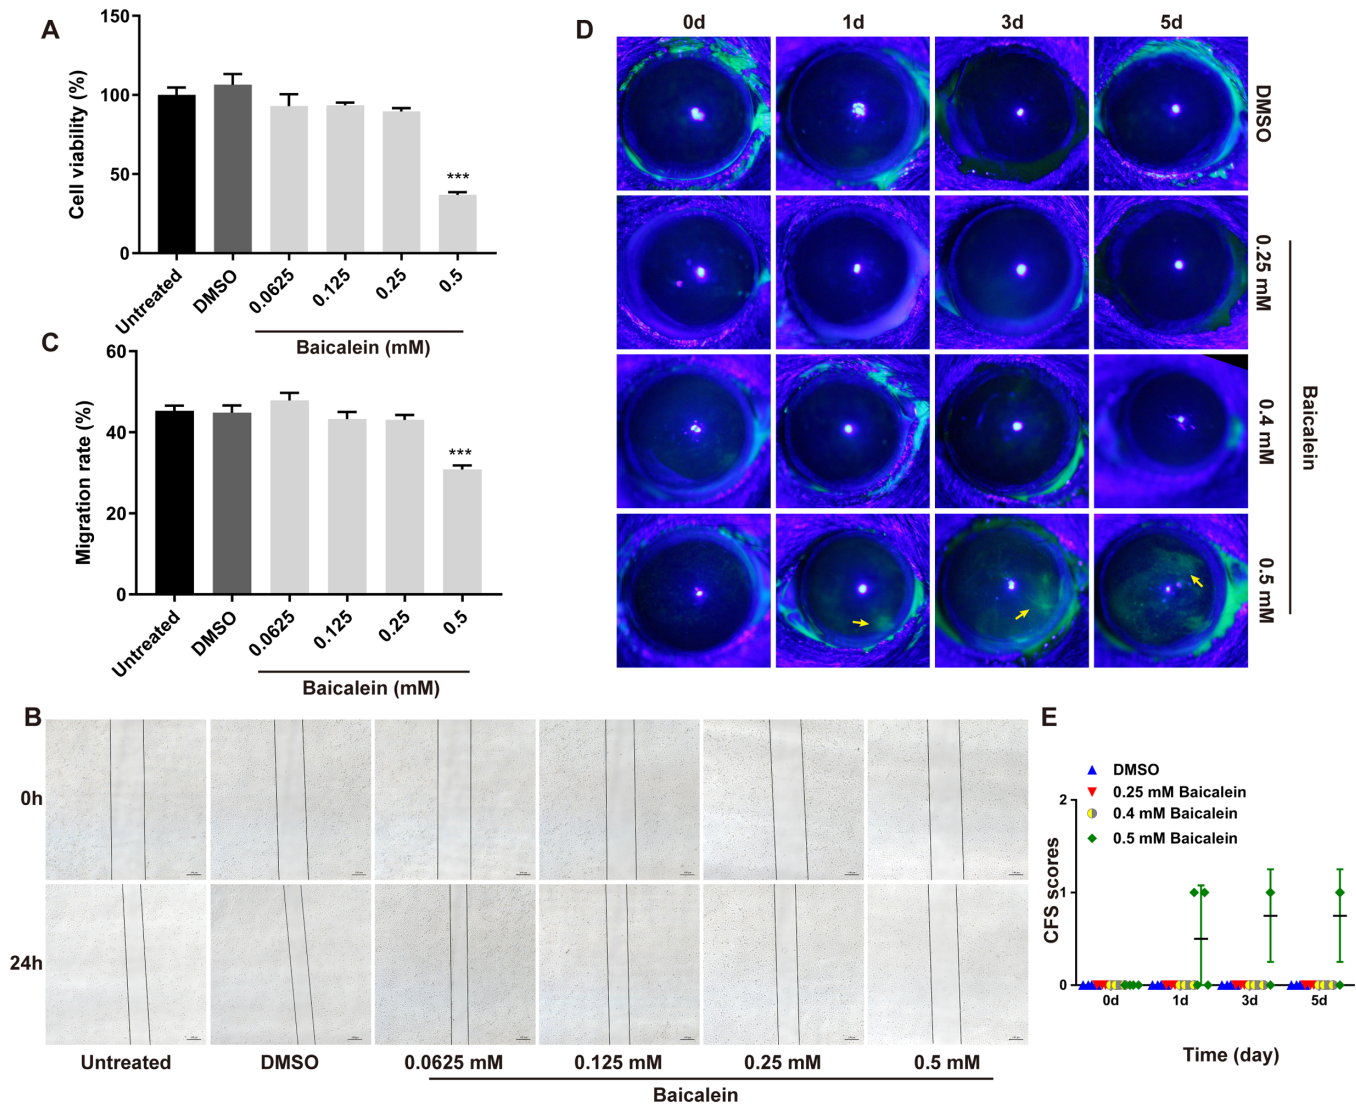 A
150
100
50
0
Cell viability (%)
***
Untreated
DMSO
0.0625
0.125
0.25
0.5
Baicalein (mM)
C
60
40
20
0
Migration rate (%)
***
Untreated
DMSO
0.0625
0.125
0.25
0.5
Baicalein (mM)
D
0d 1d 3d 5d
DMSO
0.25 mM
0.4 mM
0.5 mM
Baicalein
B
0h
24h
Untreated DMSO 0.0625 mM 0.125 mM 0.25 mM 0.5 mM
Baicalein
E
DMSO
0.25 mM Baicalein
0.4 mM Baicalein
0.5 mM Baicalein
2
1
0
CFS scores
0d 1d 3d 5d
Time (day)